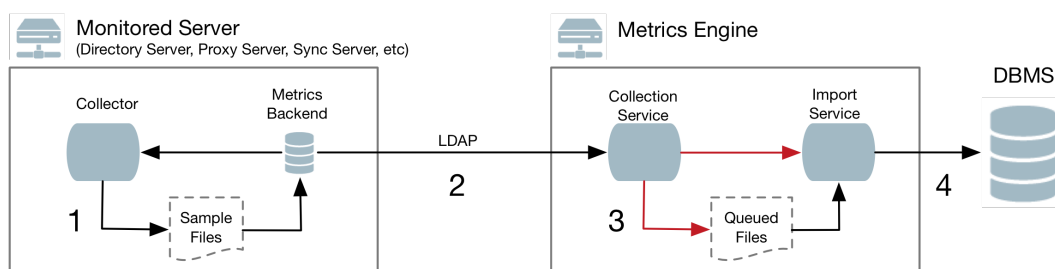 Monitored Server
(Directory Server, Proxy Server, Sync Server, etc)
Metrics Engine
DBMS
Collector
Metrics
Backend
LDAP
Collection
Service
Import
Service
1
Sample
Files
2
3
Queued
Files
4